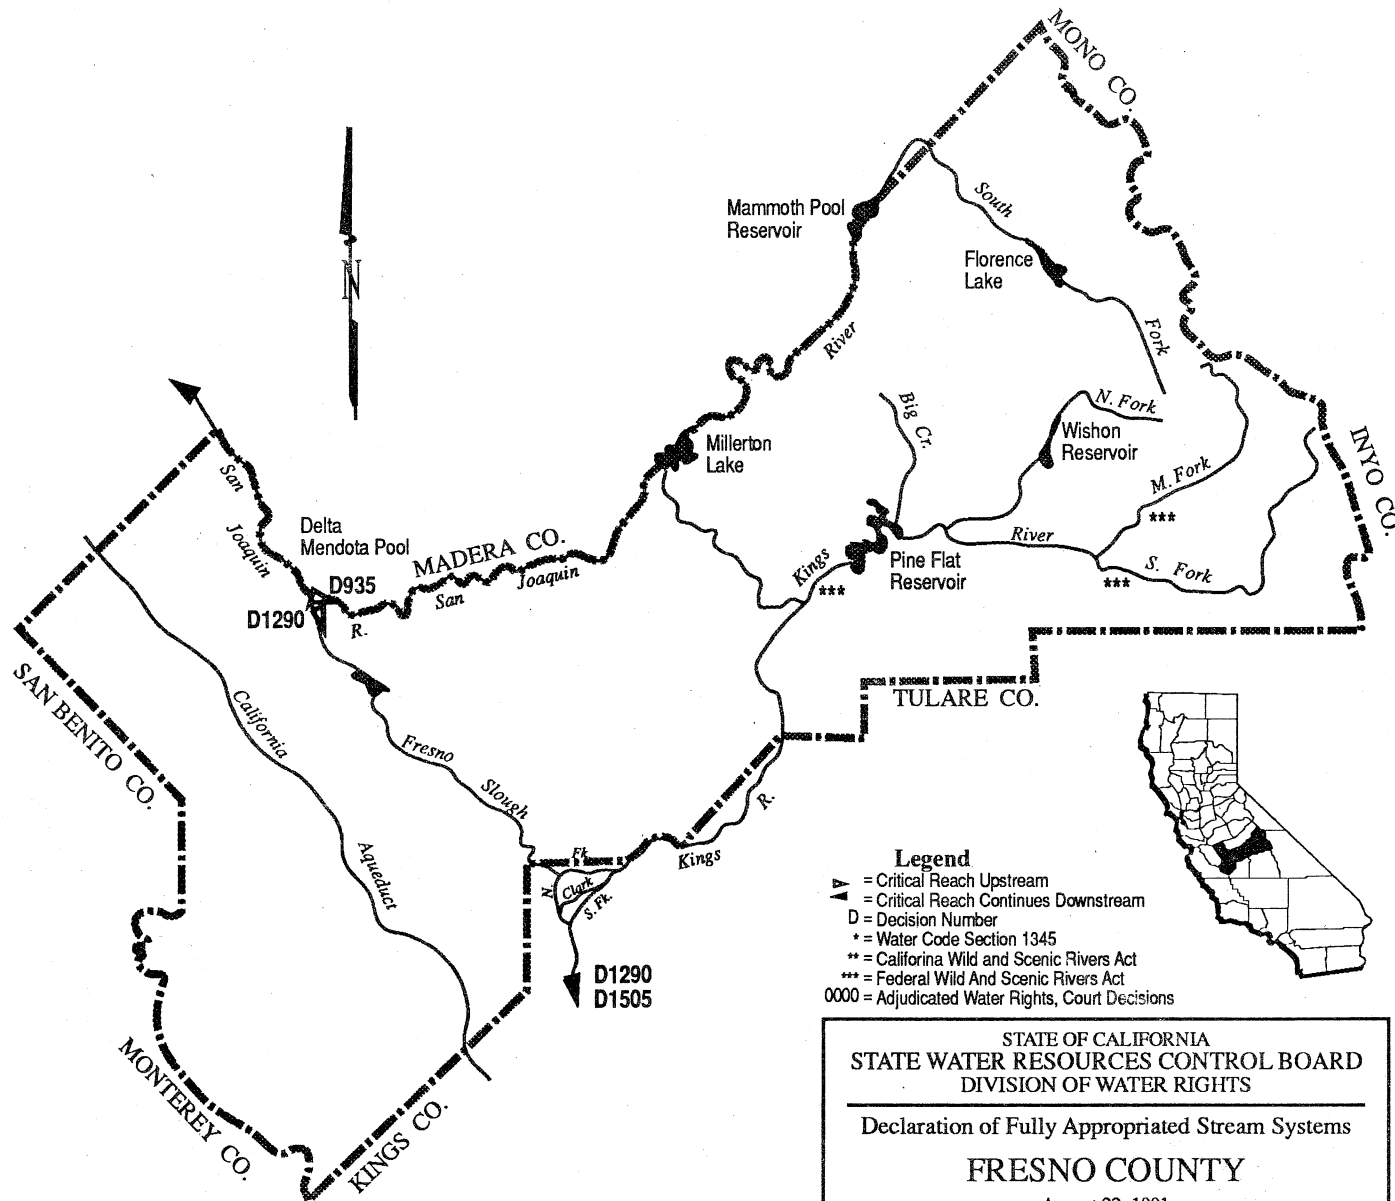 MONO CO.
Mammoth Pool
Reservoir
South
Florence
Lake
Fork
River
N
Big Cr.
N. Fork
Wishon
Reservoir
INYO CO.
Millerton
Lake
M. Fork
***
San
Joaquin
Delta
Mendota Pool
MADERA CO.
D935
D1290
R.
San
Joaquin
Kings
***
Pine Flat
Reservoir
River
***
S. Fork
SAN BENITO CO.
California
TULARE CO.
Fresno
Slough
R.
Kings
Fk.
N.
Clark
S. Fk.
Aqueduct
D1290
D1505
MONTEREY CO.
KINGS CO.
Legend
= Critical Reach Upstream
= Critical Reach Continues Downstream
D = Decision Number
* = Water Code Section 1345
** = Califorina Wild and Scenic Rivers Act
*** = Federal Wild And Scenic Rivers Act
0000 = Adjudicated Water Rights, Court Decisions
STATE OF CALIFORNIA
STATE WATER RESOURCES CONTROL BOARD
DIVISION OF WATER RIGHTS
Declaration of Fully Appropriated Stream Systems
FRESNO COUNTY